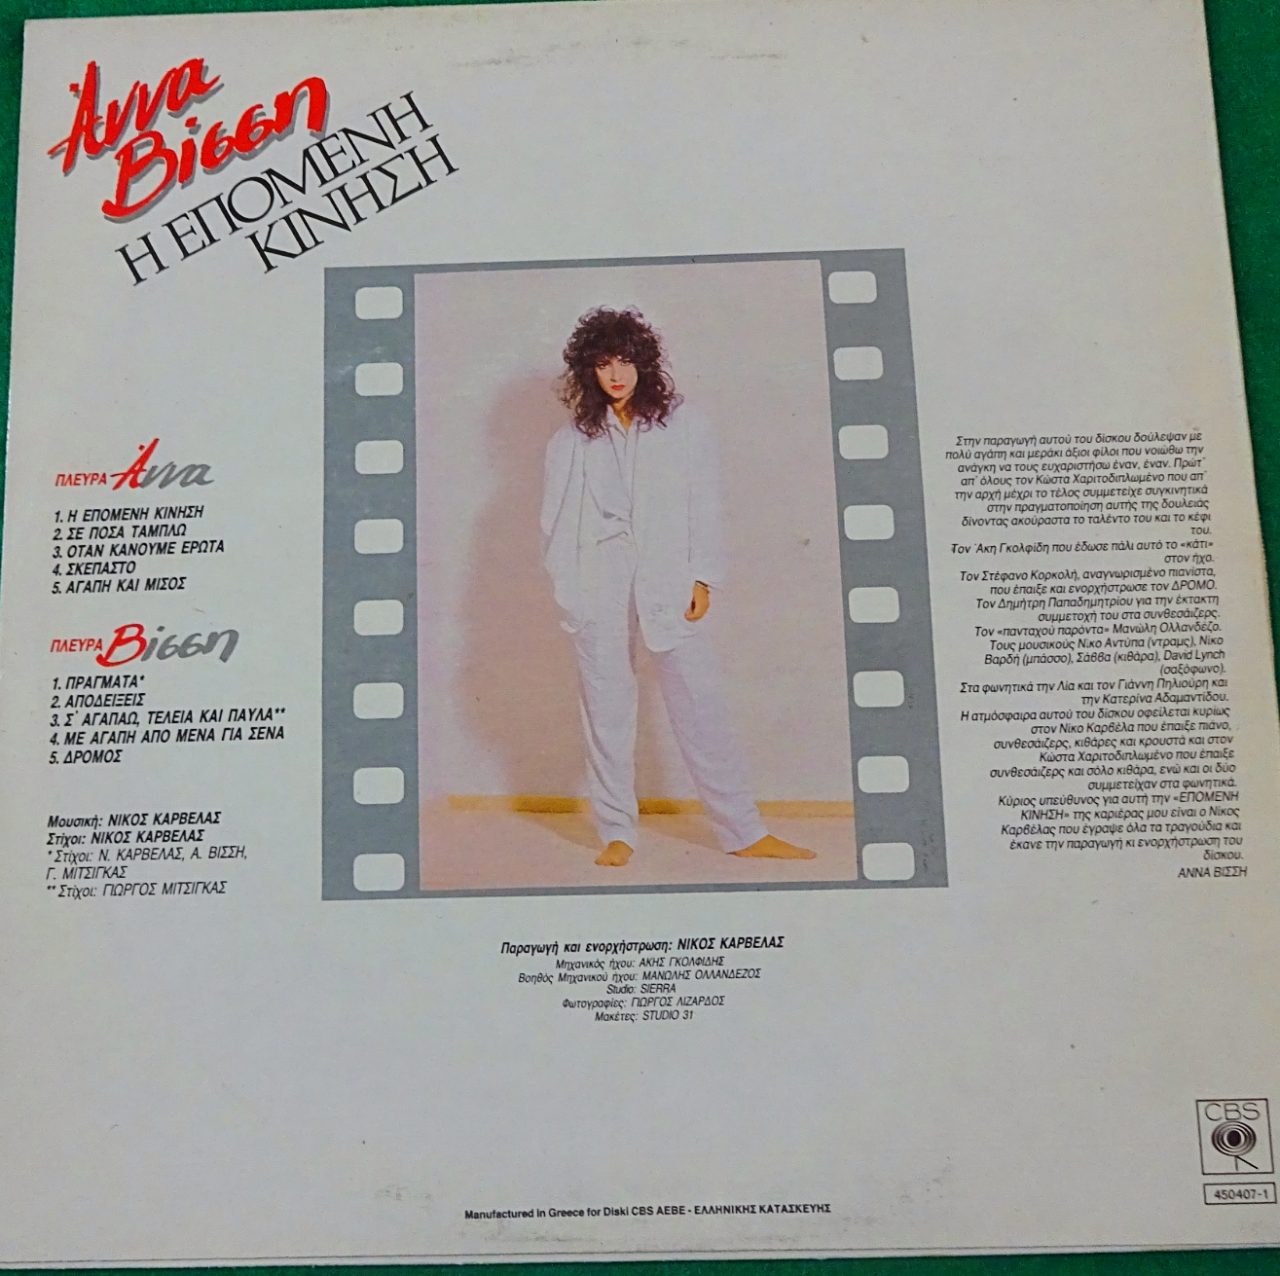 Άννα
Βίσση
Η ΕΠΟΜΕΝΗ
ΚΙΝΗΣΗ
ΠΛΕΥΡΑ Άννα
1. Η ΕΠΟΜΕΝΗ ΚΙΝΗΣΗ
2. ΣΕ ΠΟΣΑ ΤΑΜΠΛΩ
3. ΟΤΑΝ ΚΑΝΟΥΜΕ ΕΡΩΤΑ
4. ΣΚΕΠΑΣΤΟ
5. ΑΓΑΠΗ ΚΑΙ ΜΙΣΟΣ
ΠΛΕΥΡΑ Βίσση
1. ΠΡΑΓΜΑΤΑ*
2. ΑΠΟΔΕΙΞΕΙΣ
3. Σ' ΑΓΑΠΑΩ, ΤΕΛΕΙΑ ΚΑΙ ΠΑΥΛΑ**
4. ΜΕ ΑΓΑΠΗ ΑΠΟ ΜΕΝΑ ΓΙΑ ΣΕΝΑ
5. ΔΡΟΜΟΣ
Μουσική: ΝΙΚΟΣ ΚΑΡΒΕΛΑΣ
Στίχοι: ΝΙΚΟΣ ΚΑΡΒΕΛΑΣ
* Στίχοι: Ν. ΚΑΡΒΕΛΑΣ, Α. ΒΙΣΣΗ,
Γ. ΜΙΤΣΙΓΚΑΣ
** Στίχοι: ΓΙΩΡΓΟΣ ΜΙΤΣΙΓΚΑΣ
Στην παραγωγή αυτού του δίσκου δούλεψαν με
πολύ αγάπη και μεράκι άξιοι φίλοι που νοιώθω την
ανάγκη να τους ευχαριστήσω έναν, έναν. Πρώτ'
απ' όλους τον Κώστα Χαριτοδιπλωμένο που απ'
την αρχή μέχρι το τέλος συμμετείχε συγκινητικά
στην πραγματοποίηση αυτής της δουλειάς
δίνοντας ακούραστα το ταλέντο του και το κέφι
του.
Τον 'Ακη Γκολφίδη που έδωσε πάλι αυτό το «κάτι»
στον ήχο.
Τον Στέφανο Κορκολή, αναγνωρισμένο πιανίστα,
που έπαιξε και ενορχήστρωσε τον ΔΡΟΜΟ.
Τον Δημήτρη Παπαδημητρίου για την έκτακτη
συμμετοχή του στα συνθεσάιζερς.
Τον «πανταχού παρόντα» Μανώλη Ολλανδέζο.
Τους μουσικούς Νικο Αντύπα (ντραμς), Νίκο
Βαρδή (μπάσσο), Σάββα (κιθάρα), David Lynch
(σαξόφωνο).
Στα φωνητικά την Λία και τον Γιάννη Πηλιούρη και
την Κατερίνα Αδαμαντίδου.
Η ατμόσφαιρα αυτού του δίσκου οφείλεται κυρίως
στον Νίκο Καρβέλα που έπαιξε πιάνο,
συνθεσάιζερς, κιθάρες και κρουστά και στον
Κώστα Χαριτοδιπλωμένο που έπαιξε
συνθεσάιζερς και σόλο κιθάρα, ενώ και οι δύο
συμμετείχαν στα φωνητικά.
Κύριος υπεύθυνος για αυτή την «ΕΠΟΜΕΝΗ
ΚΙΝΗΣΗ» της καριέρας μου είναι ο Νίκος
Καρβέλας που έγραψε όλα τα τραγούδια και
έκανε την παραγωγή κι ενορχήστρωση του
δίσκου.
ΑΝΝΑ ΒΙΣΣΗ
Παραγωγή και ενορχήστρωση: ΝΙΚΟΣ ΚΑΡΒΕΛΑΣ
Μηχανικός ήχου: ΑΚΗΣ ΓΚΟΛΦΙΔΗΣ
Βοηθός Μηχανικού ήχου: ΜΑΝΩΛΗΣ ΟΛΛΑΝΔΕΖΟΣ
Studio: SIERRA
Φωτογραφίες: ΓΙΩΡΓΟΣ ΛΙΖΑΡΔΟΣ
Μακέτες: STUDIO 31
CBS
450407-1
Manufactured in Greece for Diski CBS AEBE - ΕΛΛΗΝΙΚΗΣ ΚΑΤΑΣΚΕΥΗΣ